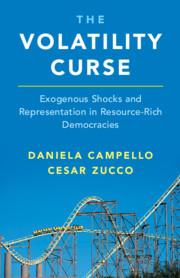 THE
VOLATILITY
CURSE
Exogenous Shocks and
Representation in Resource-Rich
Democracies
DANIELA CAMPELLO
CESAR ZUCCO